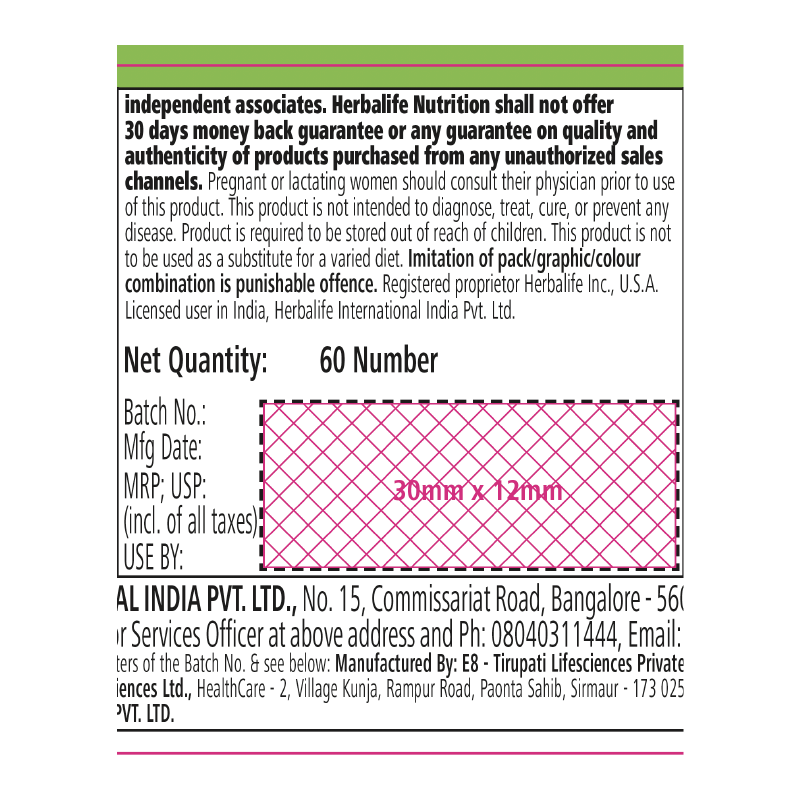 independent associates. Herbalife Nutrition shall not offer
30 days money back guarantee or any guarantee on quality and
authenticity of products purchased from any unauthorized sales
channels. Pregnant or lactating women should consult their physician prior to use
of this product. This product is not intended to diagnose, treat, cure, or prevent any
disease. Product is required to be stored out of reach of children. This product is not
to be used as a substitute for a varied diet. Imitation of pack/graphic/colour
combination is punishable offence. Registered proprietor Herbalife Inc., U.S.A.
Licensed user in India, Herbalife International India Pvt. Ltd.
Net Quantity: 60 Number
Batch No.:
Mfg Date:
MRP; USP:
(incl. of all taxes)
USE BY:
30mm x 12mm
AL INDIA PVT. LTD., No. 15, Commissariat Road, Bangalore - 560
or Services Officer at above address and Ph: 08040311444, Email:
ters of the Batch No. & see below: Manufactured By: E8 - Tirupati Lifesciences Private
iences Ltd., HealthCare - 2, Village Kunja, Rampur Road, Paonta Sahib, Sirmaur - 173 025
PVT. LTD.